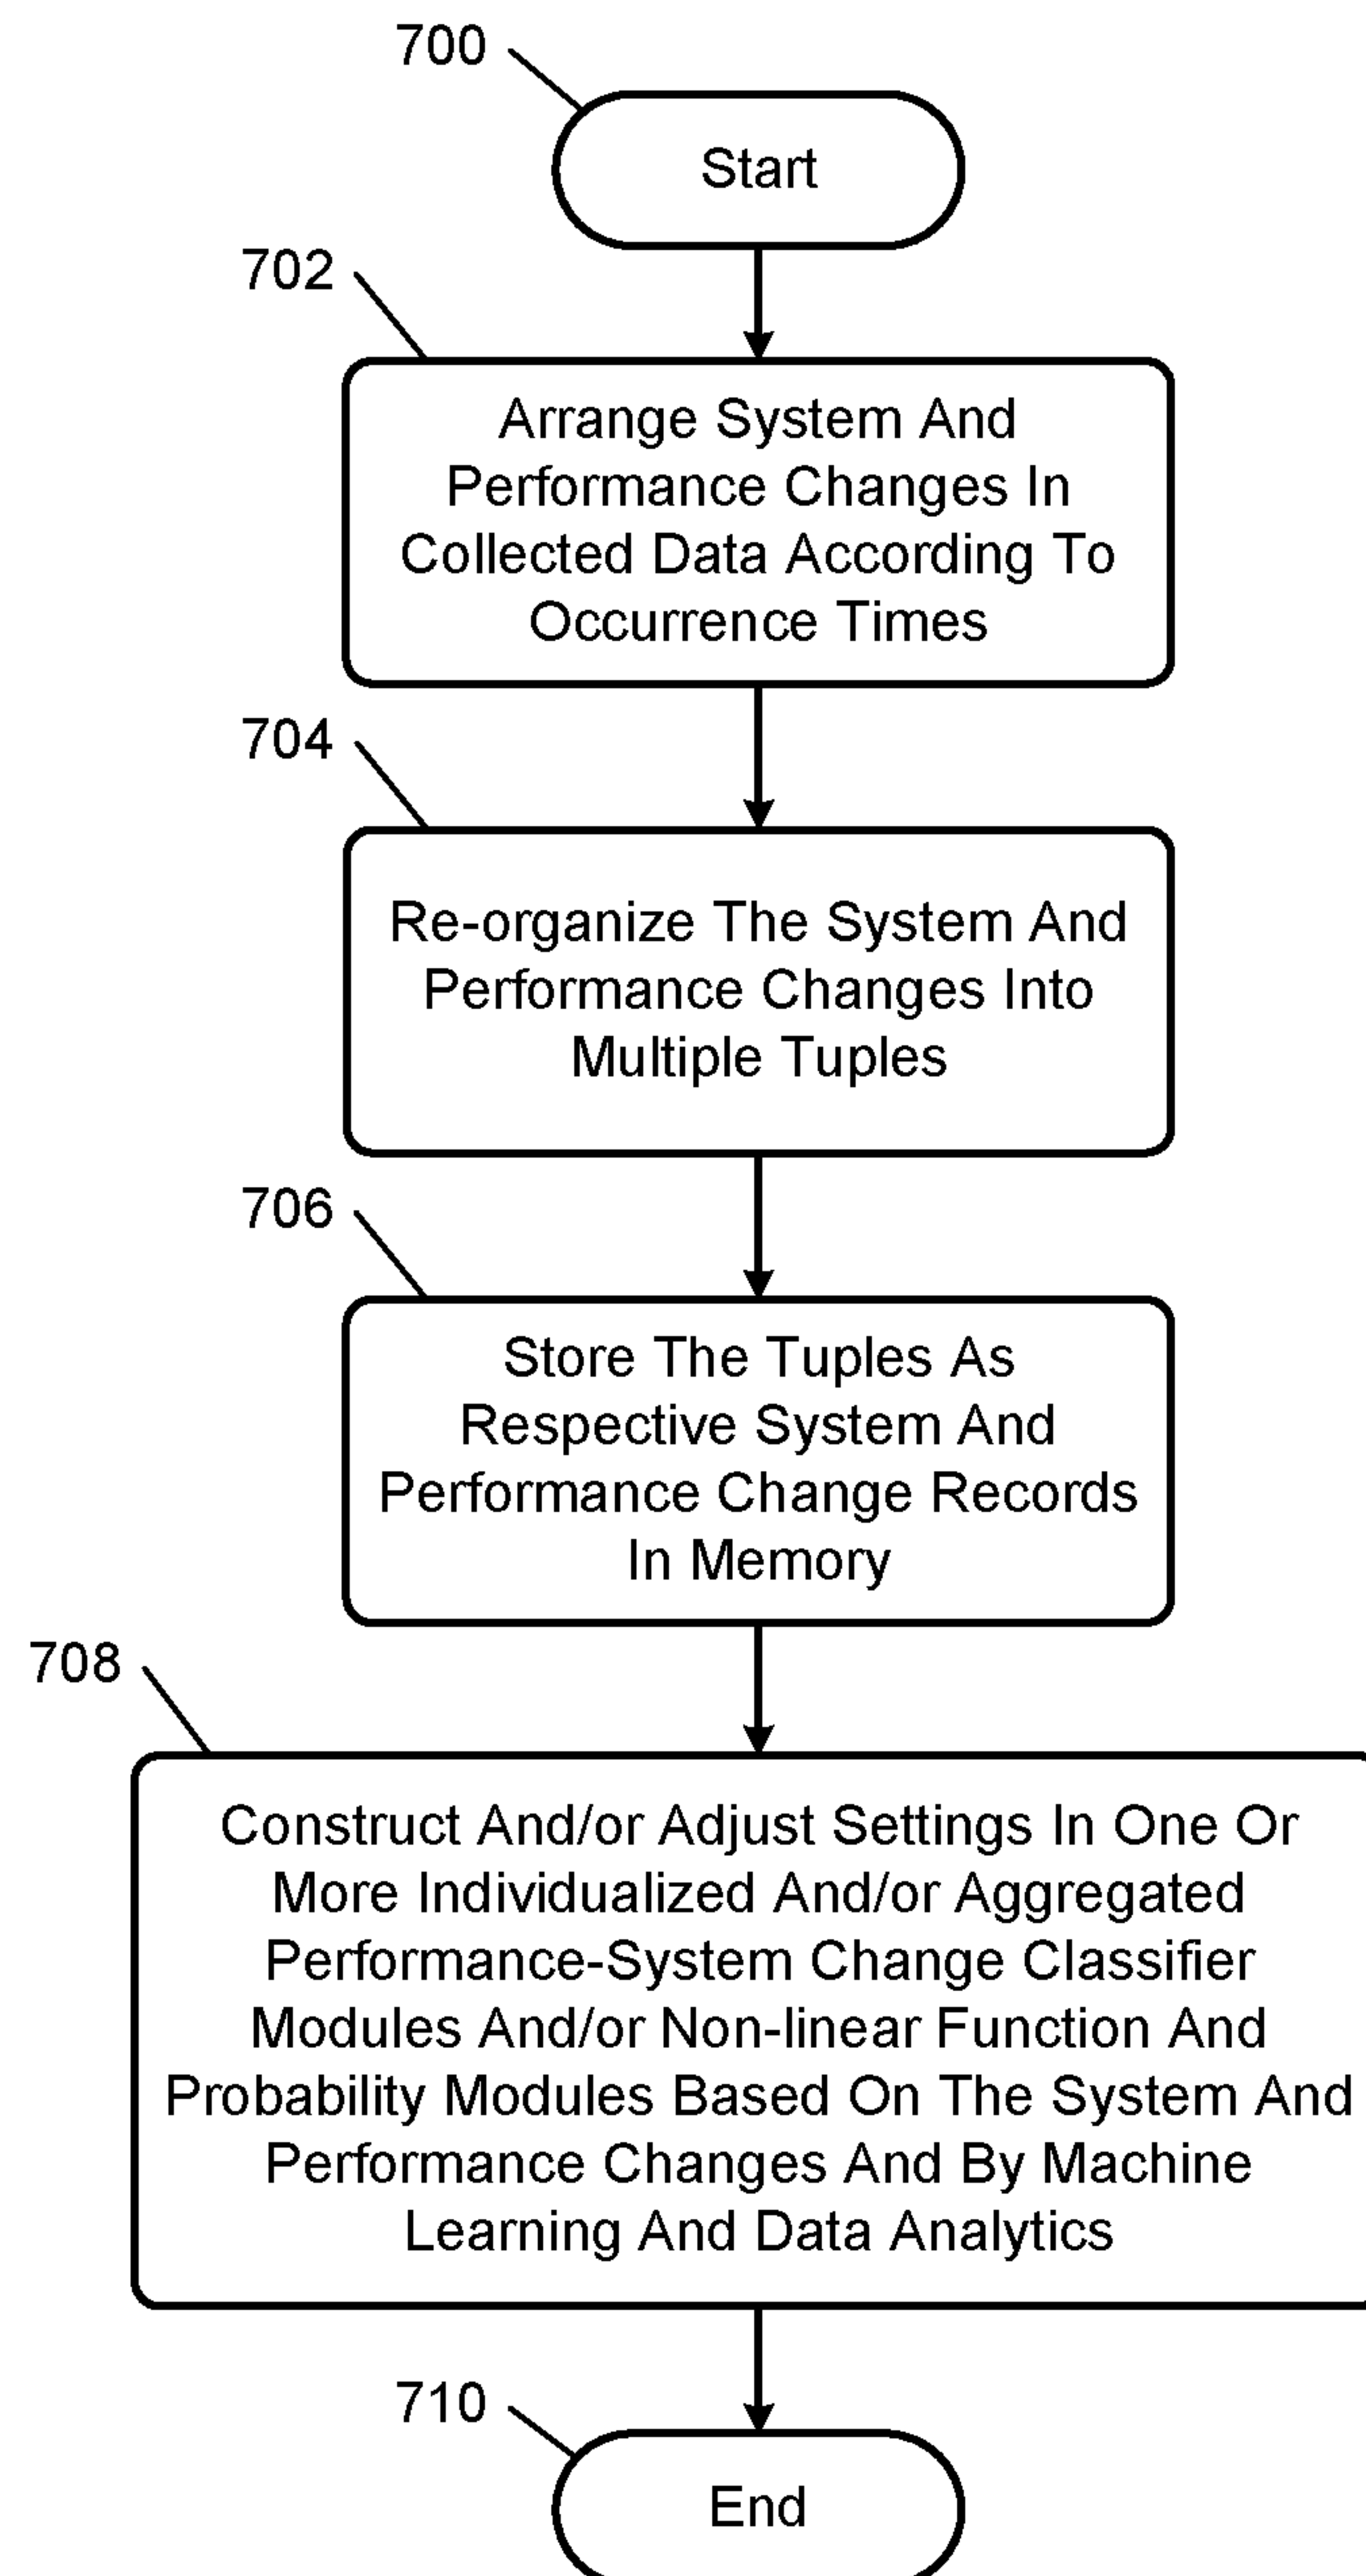 700
Start
702
Arrange System And
Performance Changes In
Collected Data According To
Occurrence Times
704
Re-organize The System And
Performance Changes Into
Multiple Tuples
706
Store The Tuples As
Respective System And
Performance Change Records
In Memory
708
Construct And/or Adjust Settings In One Or
More Individualized And/or Aggregated
Performance-System Change Classifier
Modules And/or Non-linear Function And
Probability Modules Based On The System And
Performance Changes And By Machine
Learning And Data Analytics
710
End